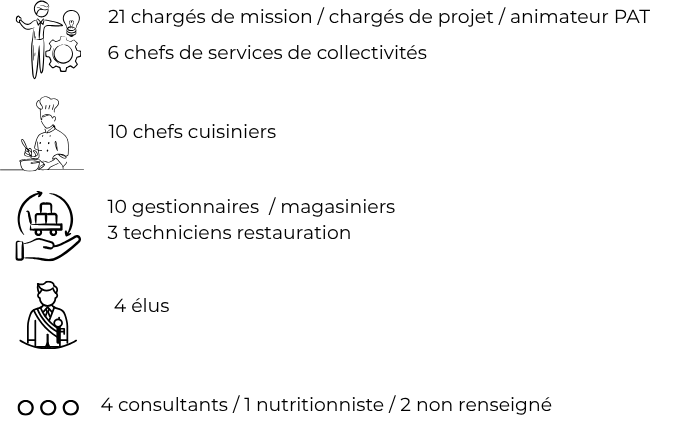 21 chargés de mission / chargés de projet / animateur PAT
6 chefs de services de collectivités
10 chefs cuisiniers
10 gestionnaires / magasiniers
3 techniciens restauration
4 élus
4 consultants / 1 nutritionniste / 2 non renseigné